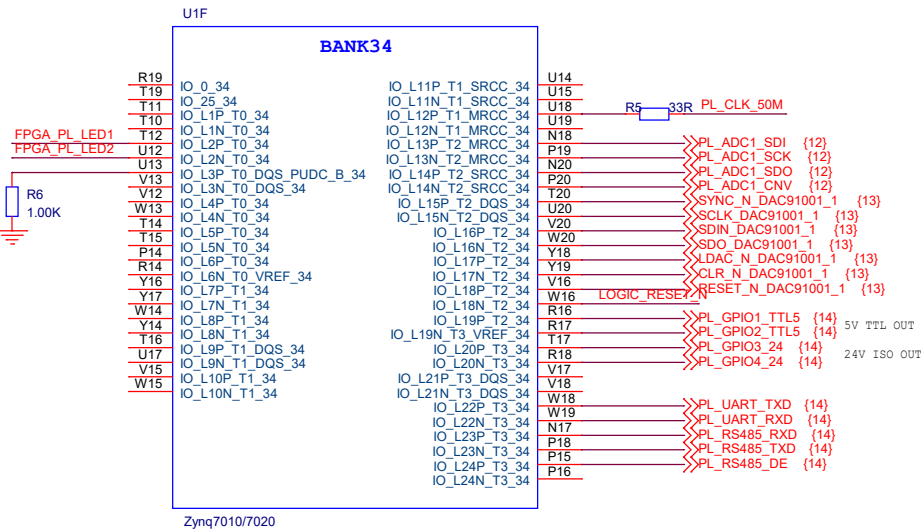 U1F
BANK34
R19 IO_0_34 IO_L11P_T1_SRCC_34 U14
T19 IO_25_34 IO_L11N_T1_SRCC_34 U15
T11 IO_L1P_T0_34 IO_L12P_T1_MRCC_34 U18 R5 33R PL_CLK_50M
T10 IO_L1N_T0_34 IO_L12N_T1_MRCC_34 U19
FPGA_PL_LED1 T12 IO_L2P_T0_34 IO_L13P_T2_MRCC_34 N18 PL_ADC1_SDI {12}
FPGA_PL_LED2 U12 IO_L2N_T0_34 IO_L13N_T2_MRCC_34 P19 PL_ADC1_SCK {12}
U13 IO_L3P_T0_DQS_PUDC_B_34 IO_L14P_T2_SRCC_34 N20 PL_ADC1_SDO {12}
V13 IO_L3N_T0_DQS_34 IO_L14N_T2_SRCC_34 P20 PL_ADC1_CNV {12}
R6 V12 IO_L4P_T0_34 IO_L15P_T2_DQS_34 T20 SYNC_N_DAC91001_1 {13}
1.00K W13 IO_L4N_T0_34 IO_L15N_T2_DQS_34 U20 SCLK_DAC91001_1 {13}
T14 IO_L5P_T0_34 IO_L16P_T2_34 V20 SDIN_DAC91001_1 {13}
T15 IO_L5N_T0_34 IO_L16N_T2_34 W20 SDO_DAC91001_1 {13}
P14 IO_L6P_T0_34 IO_L17P_T2_34 Y18 LDAC_N_DAC91001_1 {13}
R14 IO_L6N_T0_VREF_34 IO_L17N_T2_34 Y19 CLR_N_DAC91001_1 {13}
Y16 IO_L7P_T1_34 IO_L18P_T2_34 V16 RESET_N_DAC91001_1 {13}
Y17 IO_L7N_T1_34 IO_L18N_T2_34 W16 LOGIC_RESET_N
W14 IO_L8P_T1_34 IO_L19P_T2_34 R16 PL_GPIO1_TTL5 {14}
Y14 IO_L8N_T1_34 IO_L19N_T3_VREF_34 R17 PL_GPIO2_TTL5 {14} 5V TTL OUT
T16 IO_L9P_T1_DQS_34 IO_L20P_T3_34 T17 PL_GPIO3_24 {14}
U17 IO_L9N_T1_DQS_34 IO_L20N_T3_34 R18 PL_GPIO4_24 {14} 24V ISO OUT
V15 IO_L10P_T1_34 IO_L21P_T3_DQS_34 V17
W15 IO_L10N_T1_34 IO_L21N_T3_DQS_34 V18
IO_L22P_T3_34 W18 PL_UART_TXD {14}
IO_L22N_T3_34 W19 PL_UART_RXD {14}
IO_L23P_T3_34 N17 PL_RS485_RXD {14}
IO_L23N_T3_34 P18 PL_RS485_TXD {14}
IO_L24P_T3_34 P15 PL_RS485_DE {14}
IO_L24N_T3_34 P16
Zynq7010/7020